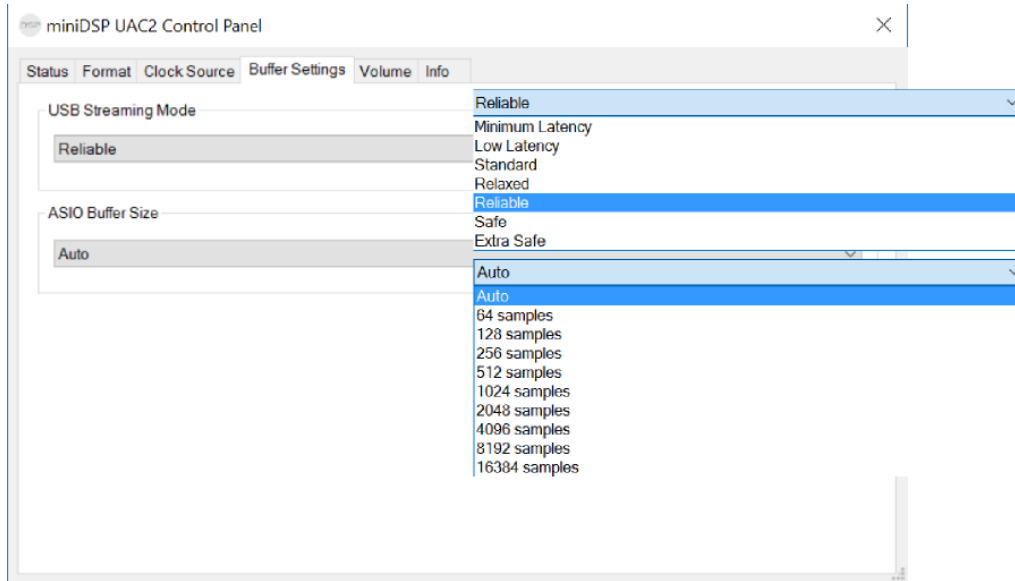 miniDSP UAC2 Control Panel
Status Format Clock Source Buffer Settings Volume Info
USB Streaming Mode
Reliable
Reliable
Minimum Latency
Low Latency
Standard
Relaxed
Reliable
Safe
Extra Safe
ASIO Buffer Size
Auto
Auto
Auto
64 samples
128 samples
256 samples
512 samples
1024 samples
2048 samples
4096 samples
8192 samples
16384 samples